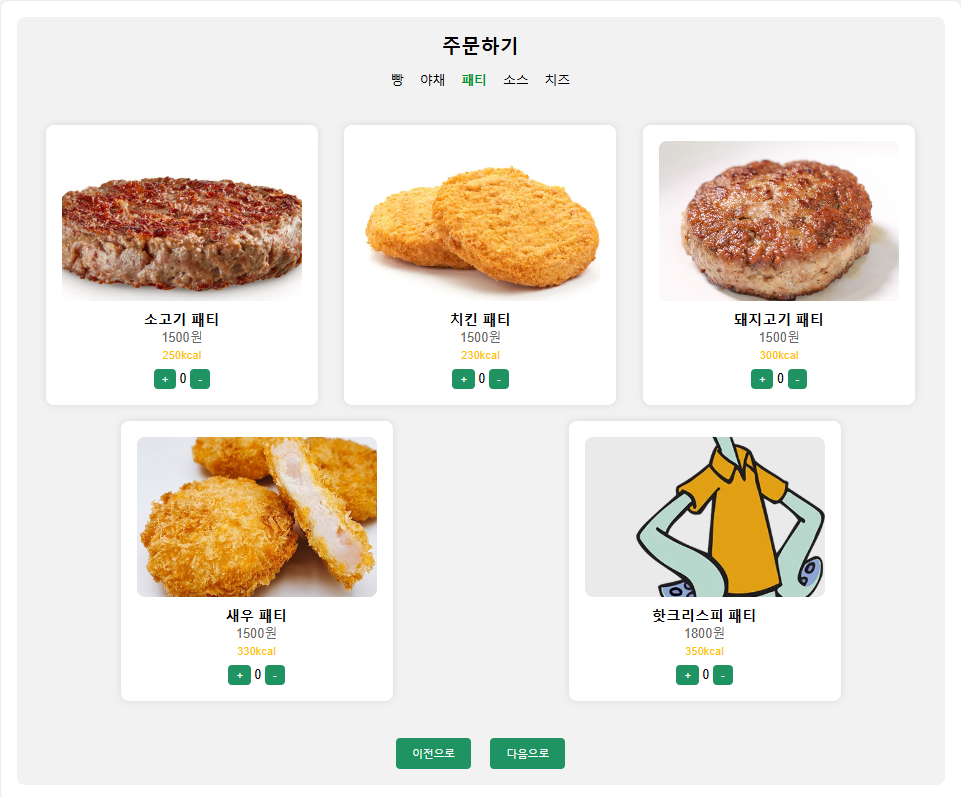 주문하기
빵 야채 패티 소스 치즈
소고기 패티
1500원
250kcal
+ 0 -
치킨 패티
1500원
230kcal
+ 0 -
돼지고기 패티
1500원
300kcal
+ 0 -
새우 패티
1500원
330kcal
+ 0 -
핫크리스피 패티
1800원
350kcal
+ 0 -
이전으로 다음으로